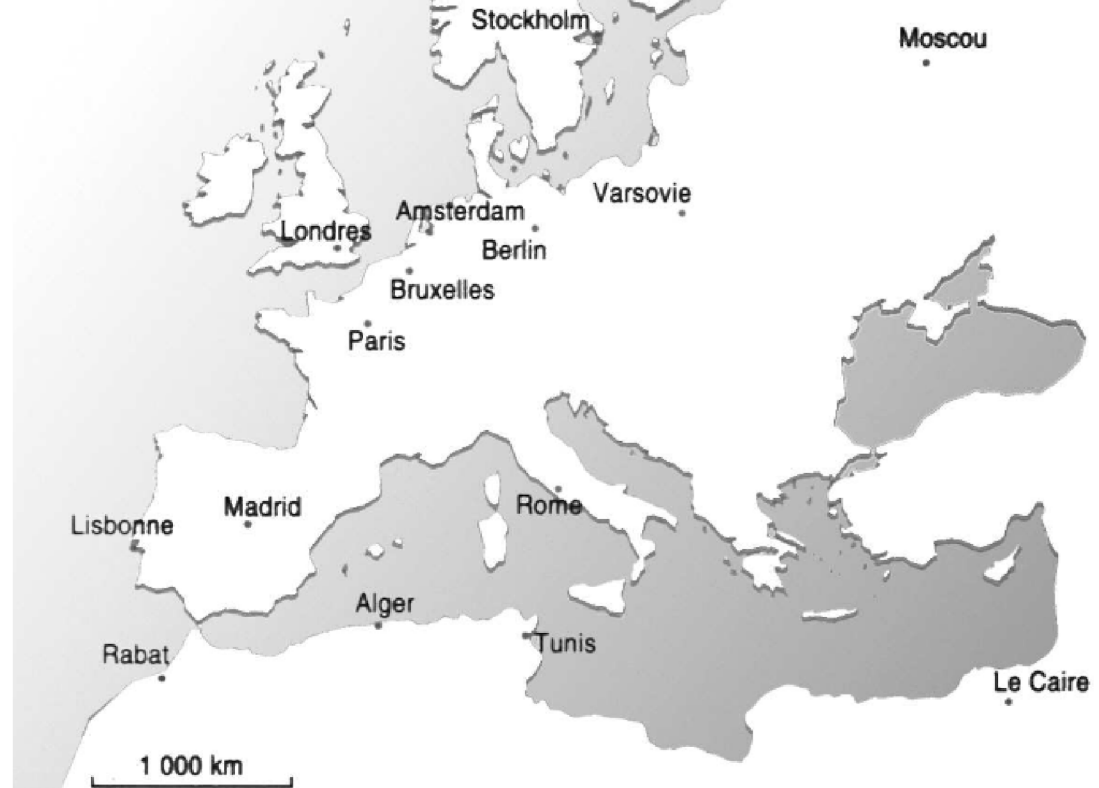 Stockholm
Moscou
Varsovie
Amsterdam
Londres
Berlin
Bruxelles
Paris
Rome
Madrid
Lisbonne
Alger
Tunis
Rabat
Le Caire
1 000 km